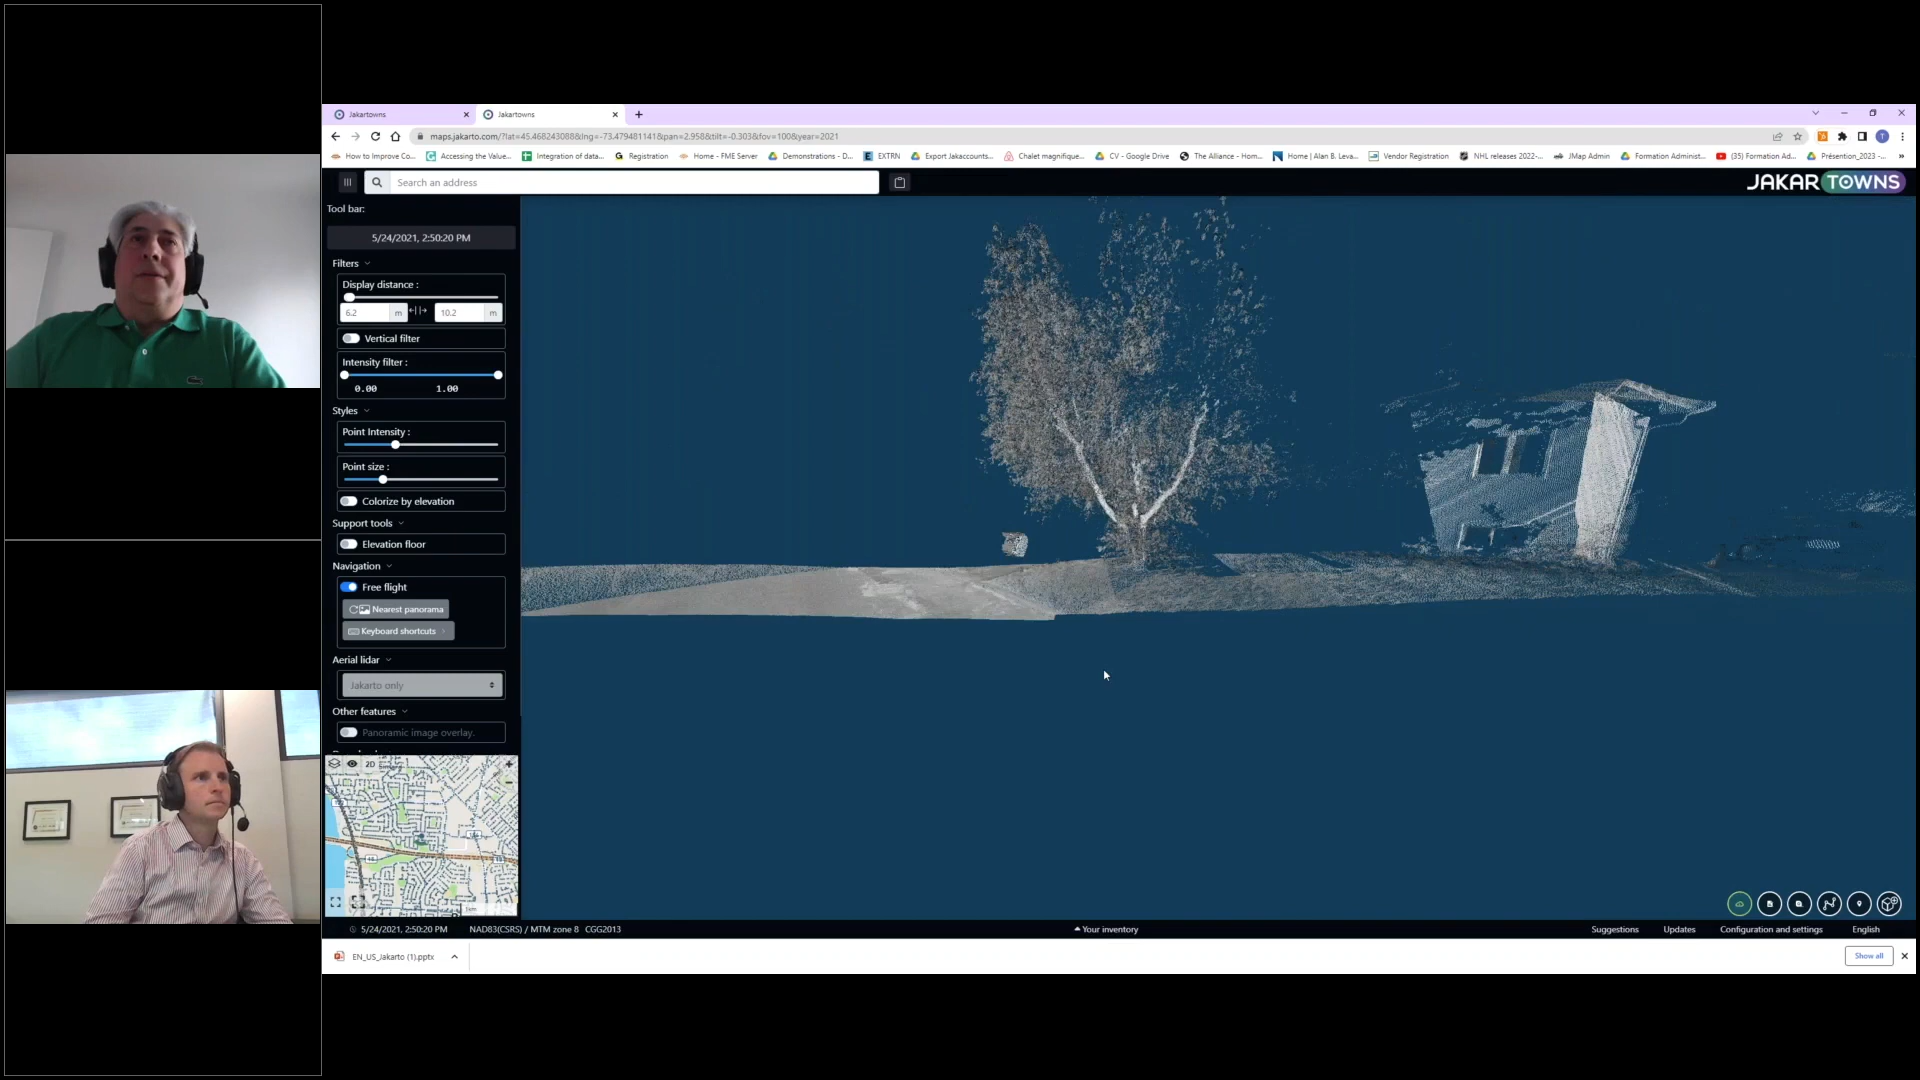 Jakartowns
Jakartowns
maps.jakarto.com/?lat=45.468243088&lng=-73.479481141&pan=2.958&tilt=-0.303&fov=100&year=2021
How to Improve Co... Accessing the Value... Integration of data... Registration Home - FME Server Demonstrations - D... EXTRN Export Jakaccounts... Chalet magnifique... CV - Google Drive The Alliance - Hom... Home | Alan B. Leva... Vendor Registration NHL releases 2022-... JMap Admin Formation Administ... (35) Formation Ad... Présention_2023 -... »
Search an address
JAKARTOWNS
Tool bar:
5/24/2021, 2:50:20 PM
Filters
Display distance :
6.2 m 10.2 m
Vertical filter
Intensity filter :
0.00 1.00
Styles
Point Intensity :
Point size :
Colorize by elevation
Support tools
Elevation floor
Navigation
Free flight
Nearest panorama
Keyboard shortcuts
Aerial lidar
Jakarto only
Other features
Panoramic image overlay.
2D
5/24/2021, 2:50:20 PM NAD83(CSRS) / MTM zone 8 CGG2013 Your inventory Suggestions Updates Configuration and settings English
EN_US_Jakarto (1).pptx Show all